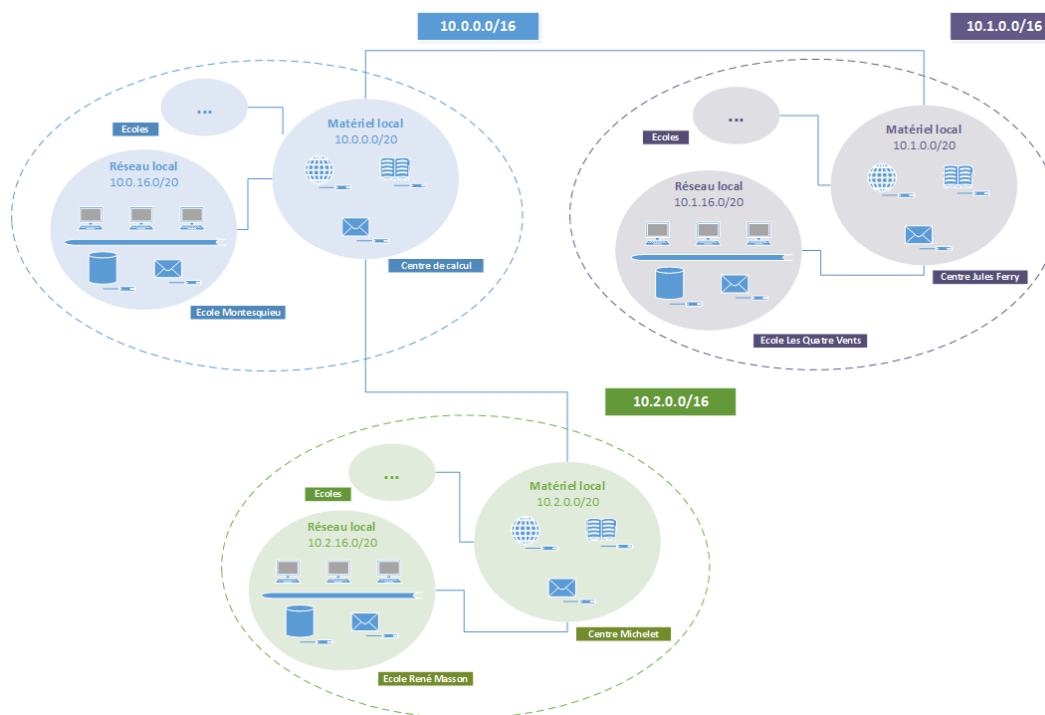 10.0.0.0/16
10.1.0.0/16
...
Ecoles
Matériel local
10.0.0.0/20
Réseau local
10.0.16.0/20
Centre de calcul
Ecole Montesquieu
...
Ecoles
Matériel local
10.1.0.0/20
Réseau local
10.1.16.0/20
Centre Jules Ferry
Ecole Les Quatre Vents
10.2.0.0/16
...
Ecoles
Matériel local
10.2.0.0/20
Réseau local
10.2.16.0/20
Centre Michelet
Ecole René Masson